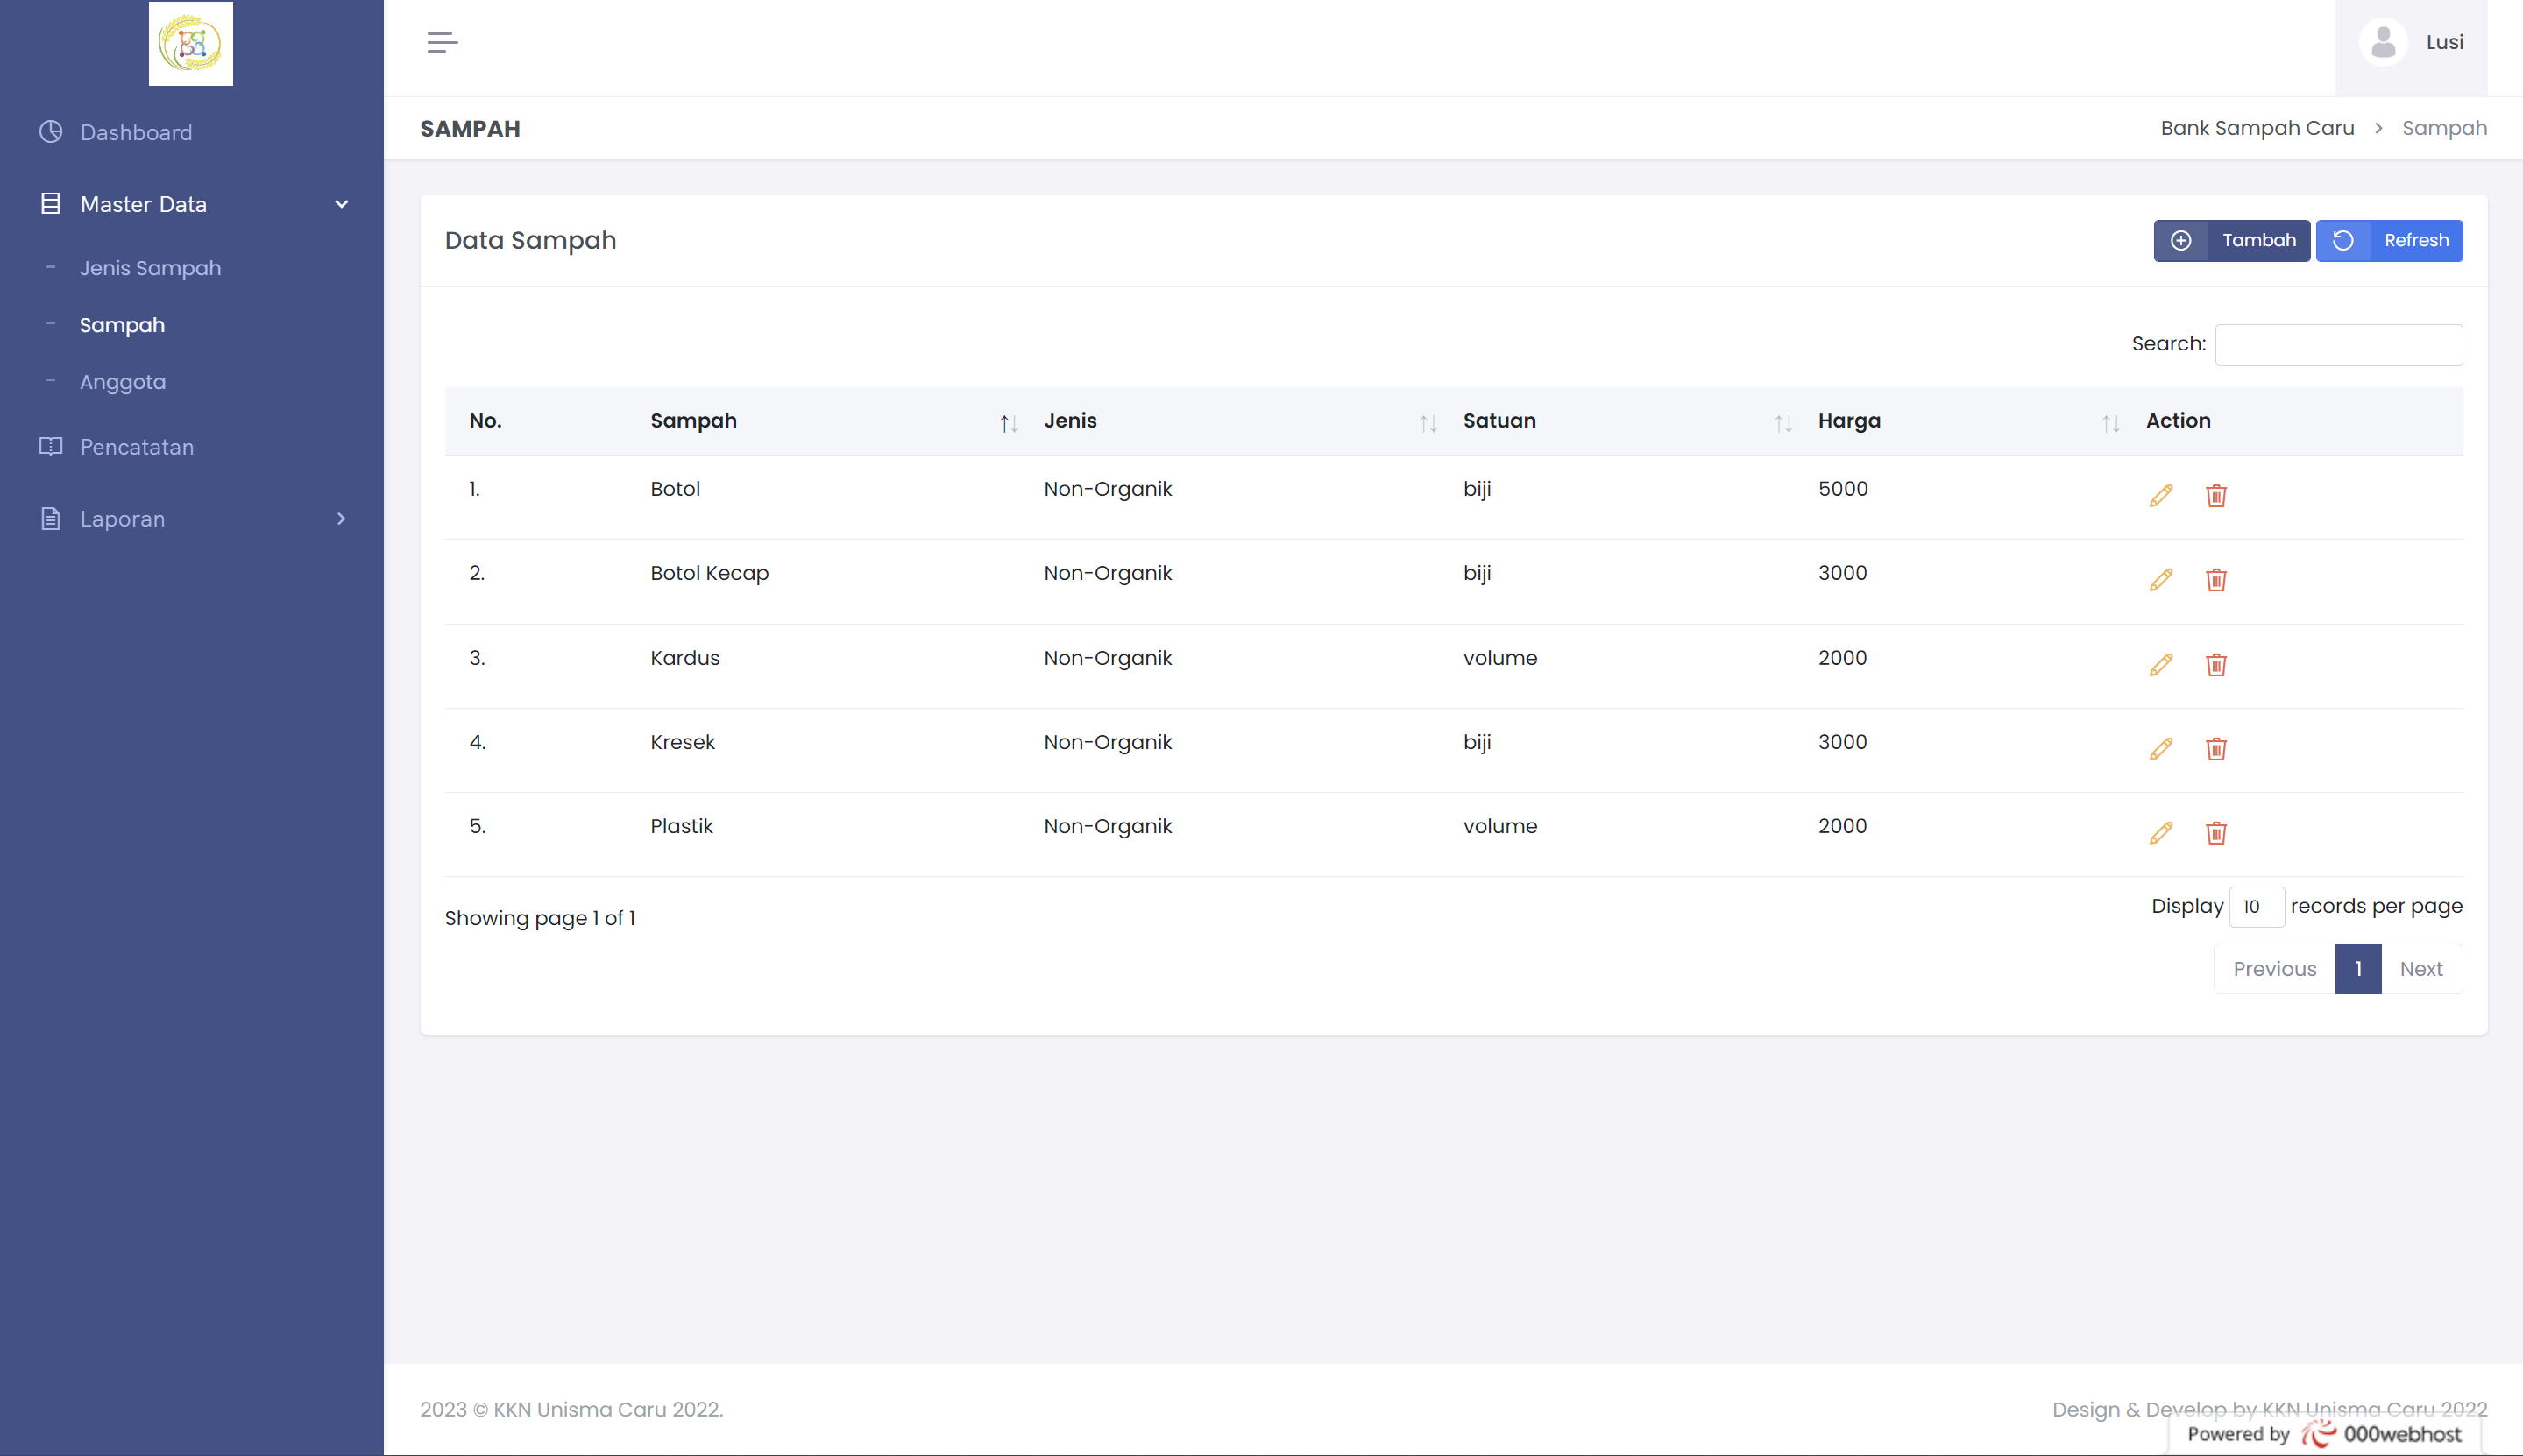 Lusi
Dashboard
Master Data
Jenis Sampah
Sampah
Anggota
Pencatatan
Laporan
SAMPAH
Bank Sampah Caru > Sampah
Data Sampah
Tambah Refresh
Search:
No. Sampah Jenis Satuan Harga Action
1. Botol Non-Organik biji 5000
2. Botol Kecap Non-Organik biji 3000
3. Kardus Non-Organik volume 2000
4. Kresek Non-Organik biji 3000
5. Plastik Non-Organik volume 2000
Showing page 1 of 1
Display 10 records per page
Previous 1 Next
2023 © KKN Unisma Caru 2022.
Design & Develop by KKN Unisma Caru 2022
Powered by 000webhost